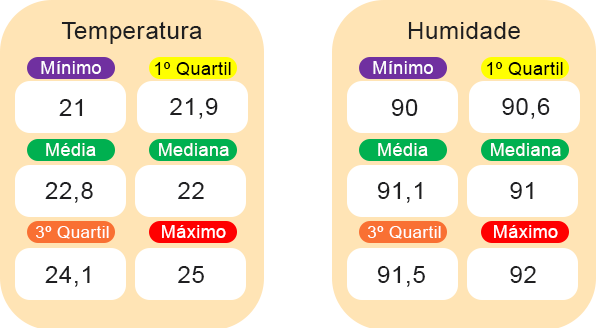 Temperatura
Mínimo 1º Quartil
21 21,9
Média Mediana
22,8 22
3º Quartil Máximo
24,1 25
Humidade
Mínimo 1º Quartil
90 90,6
Média Mediana
91,1 91
3º Quartil Máximo
91,5 92